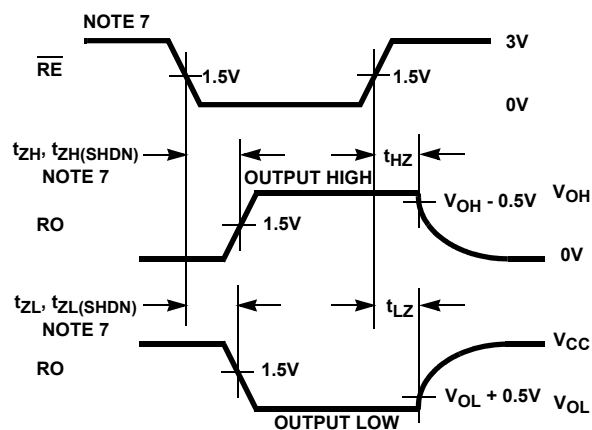 NOTE 7
3V
RE
1.5V
1.5V
0V
tZH, tZH(SHDN)
NOTE 7
tHZ
OUTPUT HIGH
VOH
VOH - 0.5V
RO
1.5V
0V
tZL, tZL(SHDN)
NOTE 7
tLZ
VCC
RO
1.5V
VOL + 0.5V
VOL
OUTPUT LOW